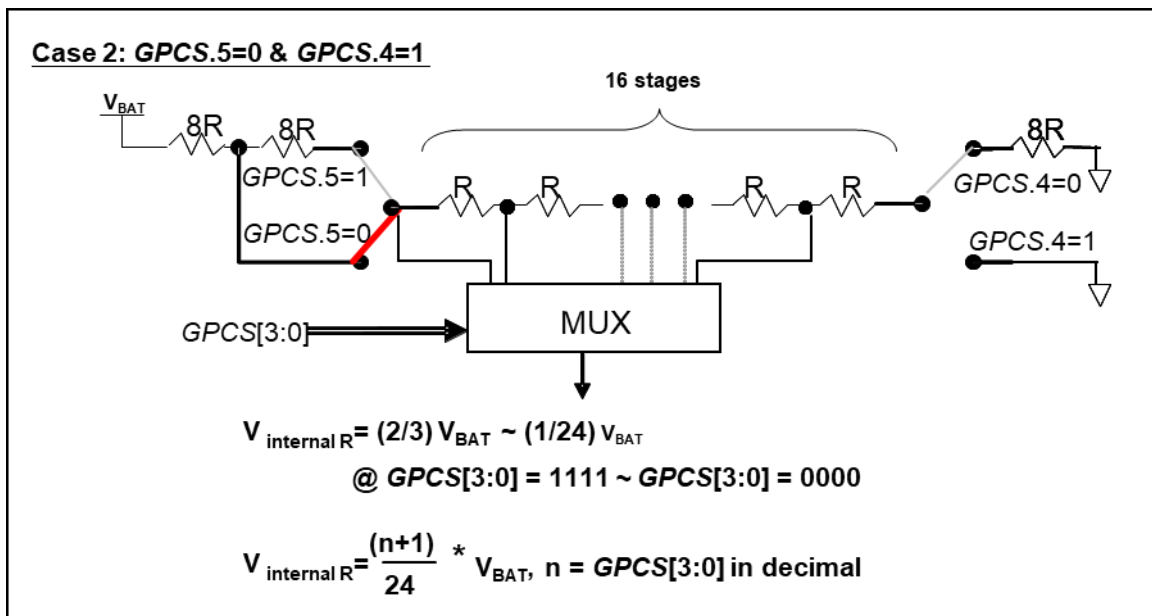 Case 2: GPCS.5=0 & GPCS.4=1
16 stages
VBAT
8R 8R 8R
GPCS.5=1
R R R R
GPCS.4=0
GPCS.5=0
GPCS.4=1
MUX
GPCS[3:0]
V internal R= (2/3) VBAT ~ (1/24) VBAT
@ GPCS[3:0] = 1111 ~ GPCS[3:0] = 0000
V internal R= (n+1) / 24 * VBAT, n = GPCS[3:0] in decimal